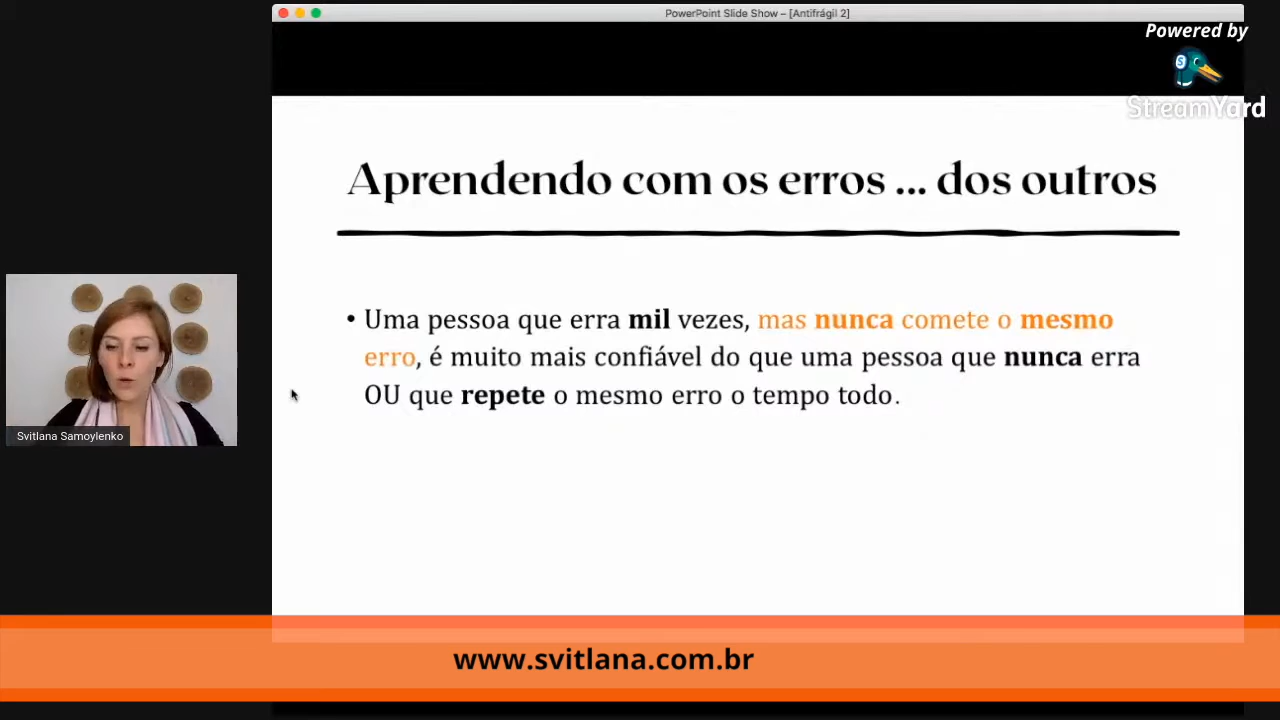 PowerPoint Slide Show – [Antifrágil 2]
Powered by
S
StreamYard
Aprendendo com os erros ... dos outros
• Uma pessoa que erra mil vezes, mas nunca comete o mesmo
erro, é muito mais confiável do que uma pessoa que nunca erra
OU que repete o mesmo erro o tempo todo.
Svitlana Samoylenko
www.svitlana.com.br